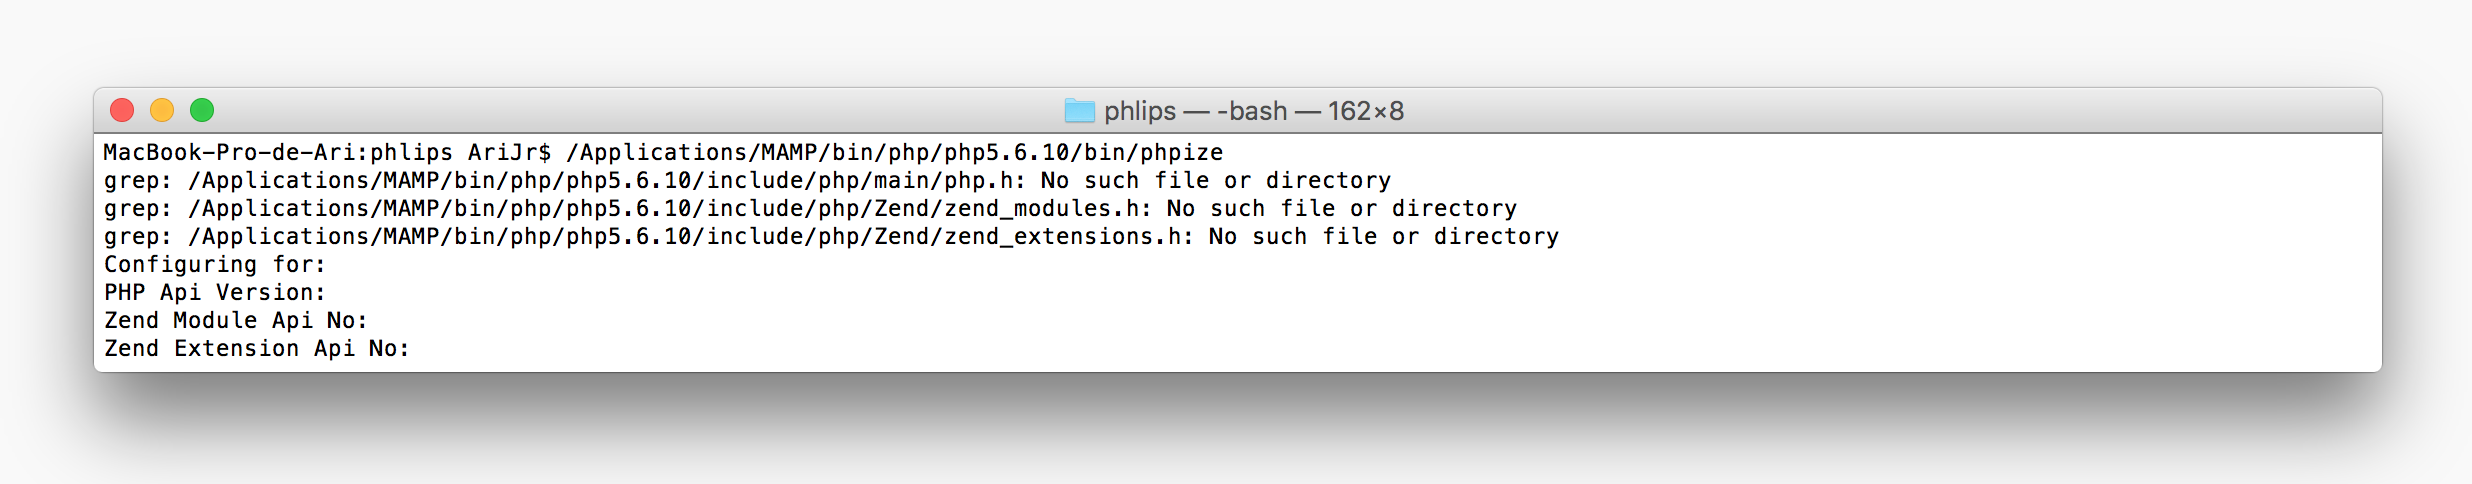 phlips — -bash — 162×8
MacBook-Pro-de-Ari:phlips AriJr$ /Applications/MAMP/bin/php/php5.6.10/bin/phpize
grep: /Applications/MAMP/bin/php/php5.6.10/include/php/main/php.h: No such file or directory
grep: /Applications/MAMP/bin/php/php5.6.10/include/php/Zend/zend_modules.h: No such file or directory
grep: /Applications/MAMP/bin/php/php5.6.10/include/php/Zend/zend_extensions.h: No such file or directory
Configuring for:
PHP Api Version:
Zend Module Api No:
Zend Extension Api No: